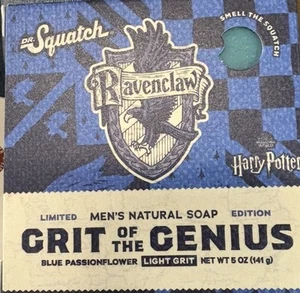 DR. Squatch
SMELL THE SQUATCH
Ravenclaw
Harry Potter
LIMITED MEN'S NATURAL SOAP EDITION
GRIT OF THE GENIUS
BLUE PASSIONFLOWER LIGHT GRIT NET WT 5 OZ (141 g)